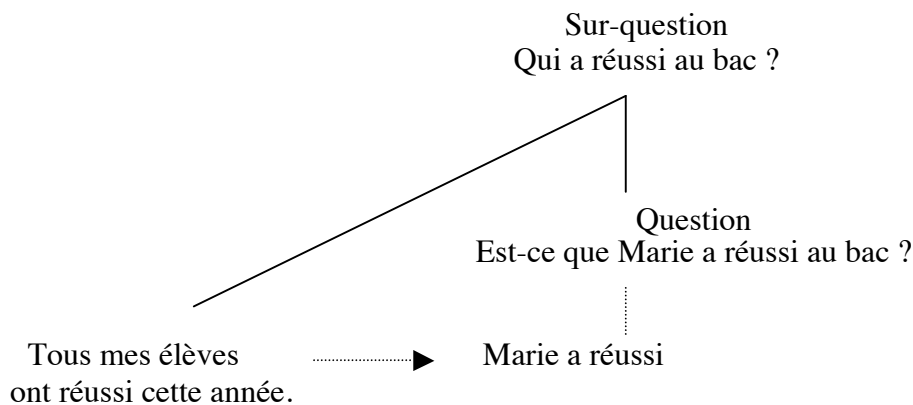 Sur-question
Qui a réussi au bac ?
Question
Est-ce que Marie a réussi au bac ?
Tous mes élèves
ont réussi cette année.
Marie a réussi